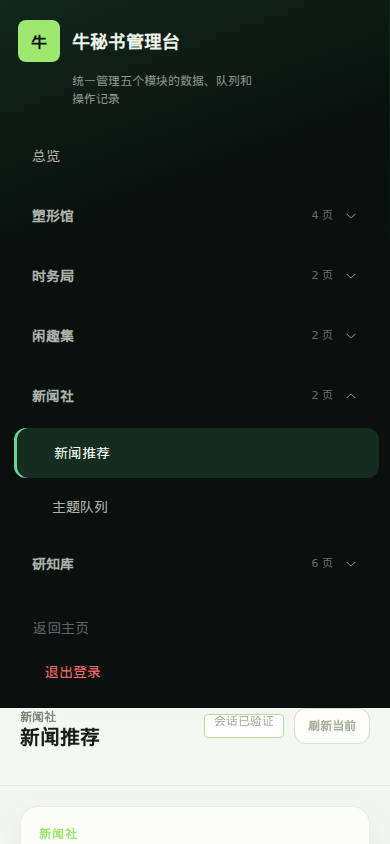 牛
牛秘书管理台
统一管理五个模块的数据、队列和
操作记录
总览
塑形馆 4 页
时务局 2 页
闲趣集 2 页
新闻社 2 页
新闻推荐
主题队列
研知库 6 页
返回主页
退出登录
新闻社
新闻推荐
会话已验证
刷新当前
新闻社